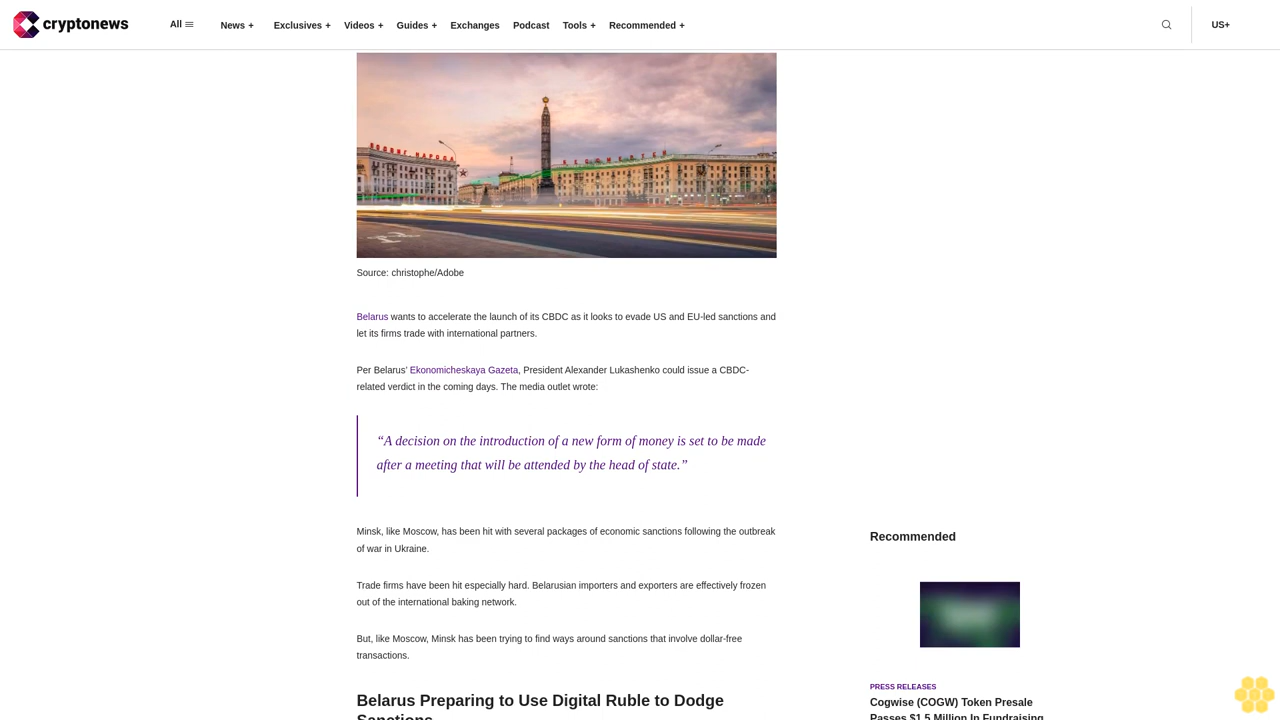 cryptonews
All
News +
Exclusives +
Videos +
Guides +
Exchanges
Podcast
Tools +
Recommended +
US+
Source: christophe/Adobe
Belarus wants to accelerate the launch of its CBDC as it looks to evade US and EU-led sanctions and
let its firms trade with international partners.
Per Belarus’ Ekonomicheskaya Gazeta, President Alexander Lukashenko could issue a CBDC-
related verdict in the coming days. The media outlet wrote:
“A decision on the introduction of a new form of money is set to be made
after a meeting that will be attended by the head of state.”
Minsk, like Moscow, has been hit with several packages of economic sanctions following the outbreak
of war in Ukraine.
Trade firms have been hit especially hard. Belarusian importers and exporters are effectively frozen
out of the international baking network.
But, like Moscow, Minsk has been trying to find ways around sanctions that involve dollar-free
transactions.
Belarus Preparing to Use Digital Ruble to Dodge
Sanctions
Recommended
PRESS RELEASES
Cogwise (COGW) Token Presale
Passes $1.5 Million In Fundraising